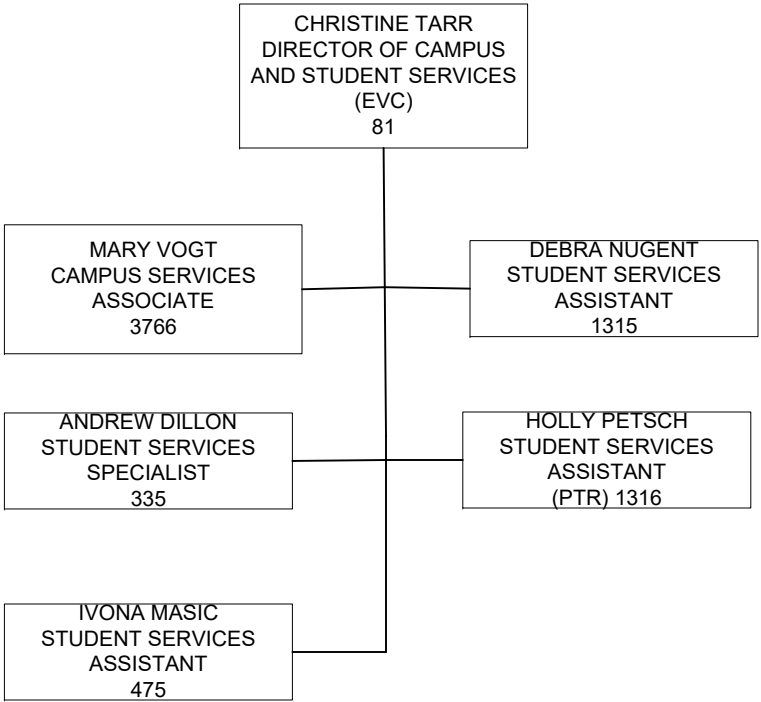 CHRISTINE TARR
DIRECTOR OF CAMPUS
AND STUDENT SERVICES
(EVC)
81
MARY VOGT
CAMPUS SERVICES
ASSOCIATE
3766
DEBRA NUGENT
STUDENT SERVICES
ASSISTANT
1315
ANDREW DILLON
STUDENT SERVICES
SPECIALIST
335
HOLLY PETSCH
STUDENT SERVICES
ASSISTANT
(PTR) 1316
IVONA MASIC
STUDENT SERVICES
ASSISTANT
475